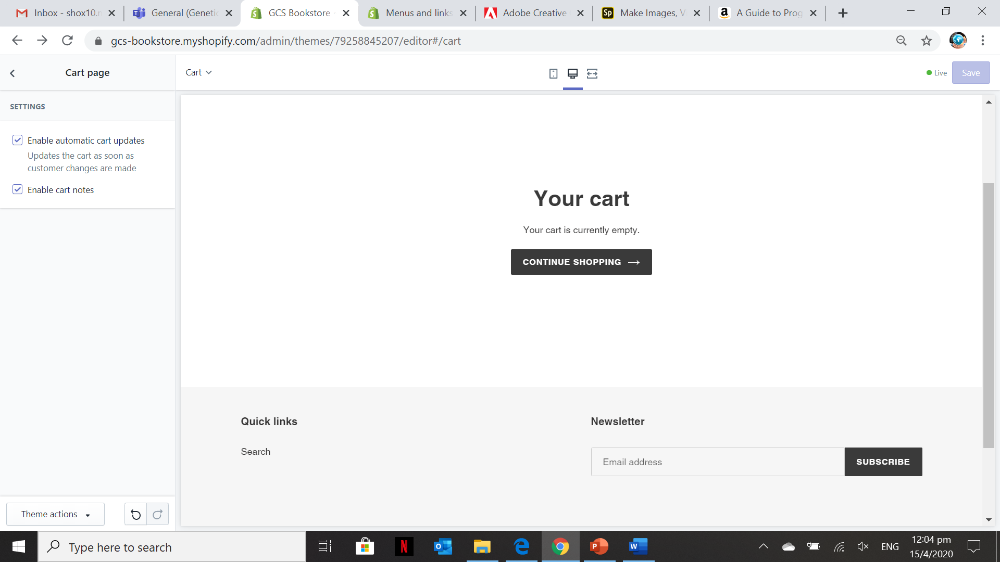 Inbox - shox10.
General (Genetic
GCS Bookstore
Menus and links
Adobe Creative
Sp
Make Images, V
a
A Guide to Prog
gcs-bookstore.myshopify.com/admin/themes/79258845207/editor#/cart
Cart page
Cart
Live
Save
SETTINGS
Enable automatic cart updates
Updates the cart as soon as
customer changes are made
Enable cart notes
Your cart
Your cart is currently empty.
CONTINUE SHOPPING →
Quick links
Newsletter
Search
Email address
SUBSCRIBE
Theme actions
Type here to search
ENG
12:04 pm
15/4/2020